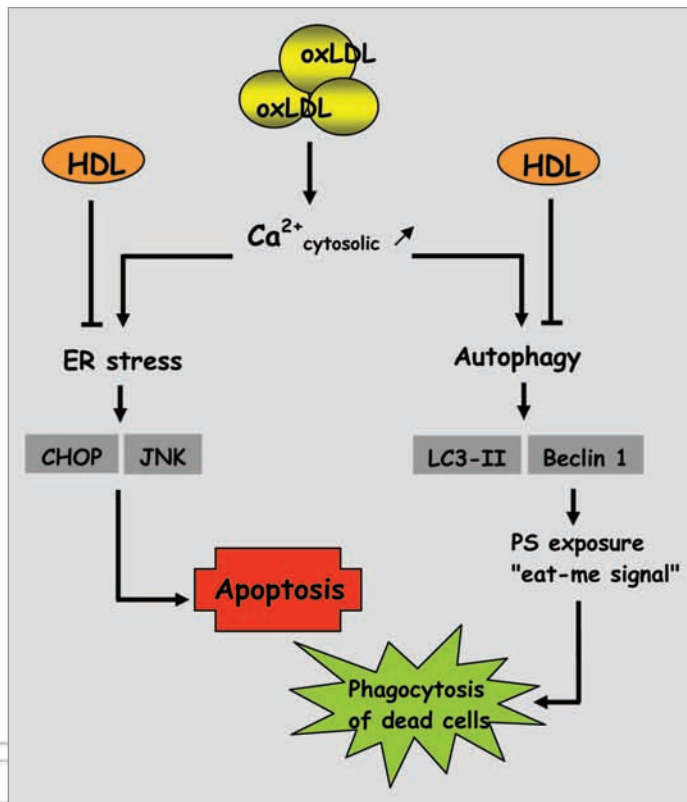 oxLDL
oxLDL
HDL
HDL
Ca²⁺cytosolic
ER stress
Autophagy
CHOP
JNK
LC3-II
Beclin 1
PS exposure
"eat-me signal"
Apoptosis
Phagocytosis
of dead cells